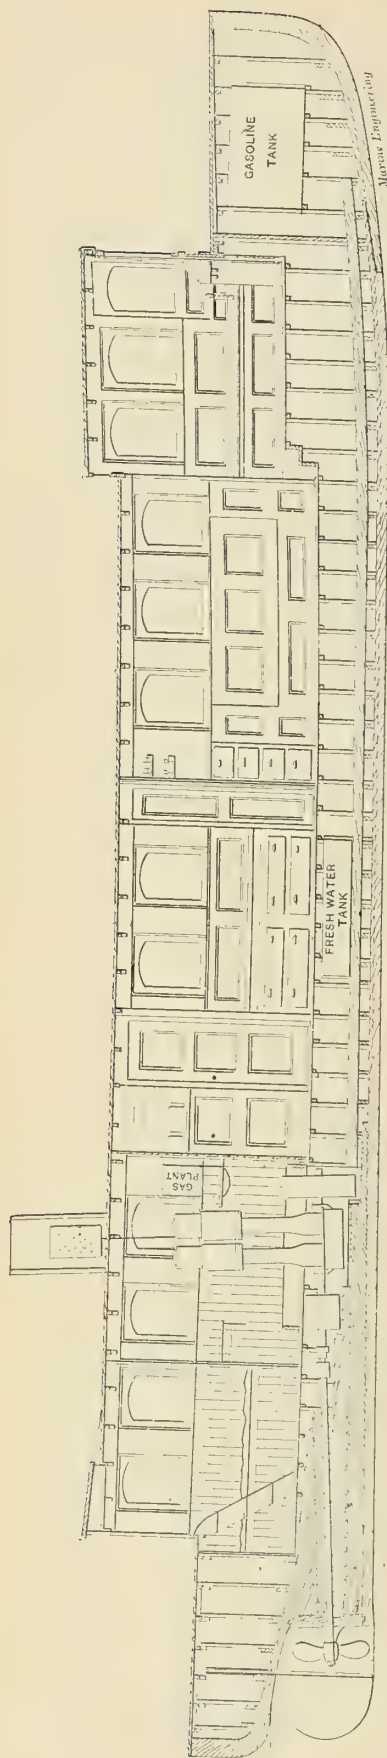 GASOLINE
TANK
FRESH WATER
TANK
GAS
PLANT
Marine Engineering